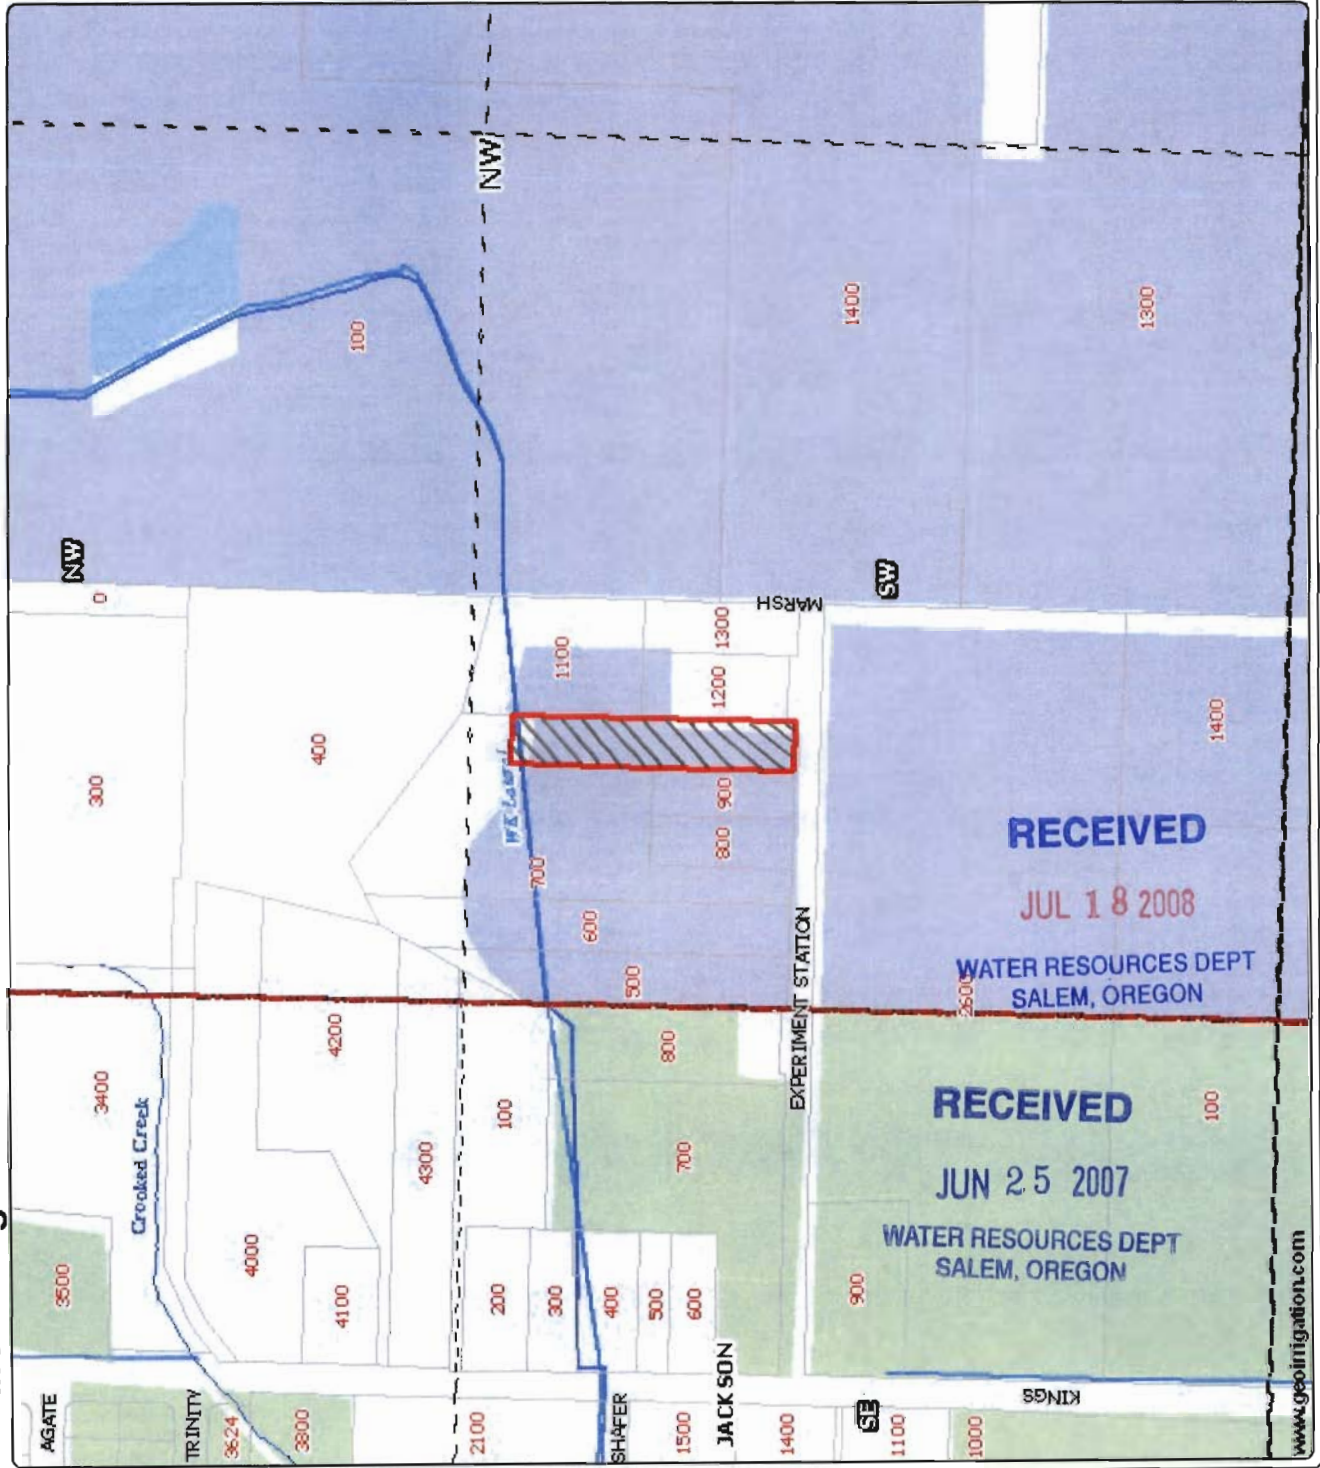 NW
NW
100
1400
1300
0
300
400
1100
1300
MARSH
1200
SW
1400
WK Lateral
700
900
800
600
500
EXPERIMENT STATION
2600
RECEIVED
JUL 18 2008
WATER RESOURCES DEPT
SALEM, OREGON
3400
Crooked Creek
4200
4300
100
800
700
100
3500
4000
4100
200
300
400
500
600
900
RECEIVED
JUN 25 2007
WATER RESOURCES DEPT
SALEM, OREGON
AGATE
TRINITY
3624
3800
2100
SHAFER
1500
JACKSON
1400
SE
1100
1000
KINGS
www.geoirrigation.com